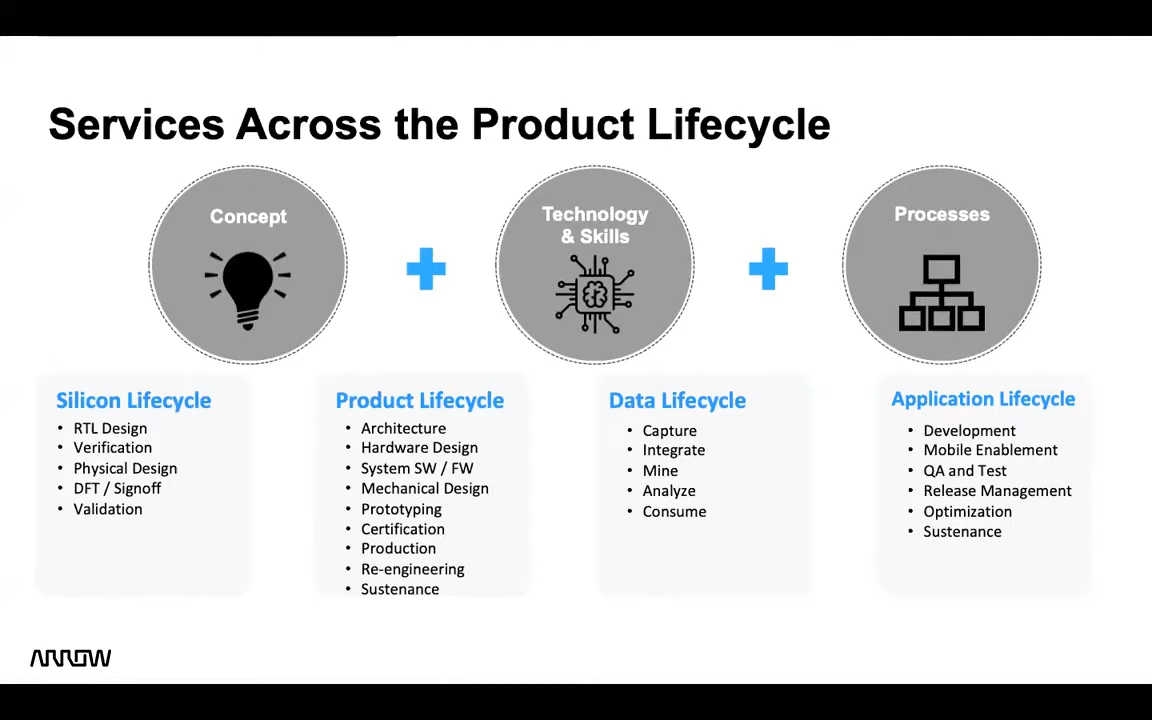 Services Across the Product Lifecycle
Concept
Technology
& Skills
Processes
Silicon Lifecycle
• RTL Design
• Verification
• Physical Design
• DFT / Signoff
• Validation
Product Lifecycle
• Architecture
• Hardware Design
• System SW / FW
• Mechanical Design
• Prototyping
• Certification
• Production
• Re-engineering
• Sustenance
Data Lifecycle
• Capture
• Integrate
• Mine
• Analyze
• Consume
Application Lifecycle
• Development
• Mobile Enablement
• QA and Test
• Release Management
• Optimization
• Sustenance
ARROW